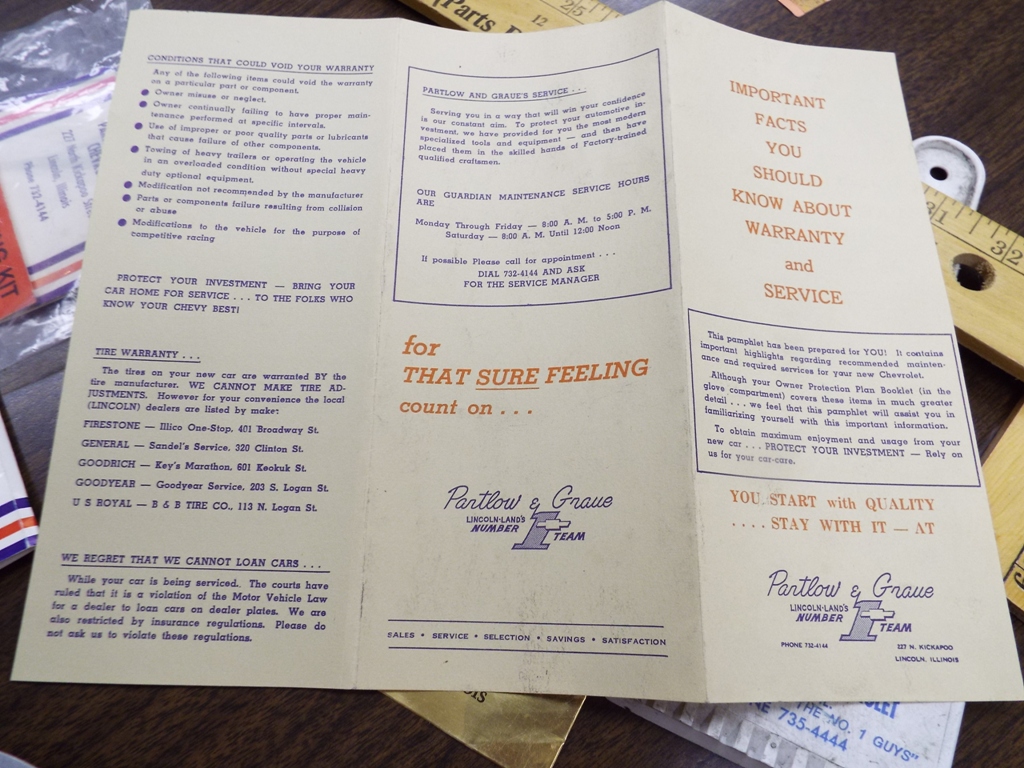 CONDITIONS THAT COULD VOID YOUR WARRANTY
Any of the following items could void the warranty
on a particular part or component.
● Owner misuse or neglect.
● Owner continually failing to have proper main-
tenance performed at specific intervals.
● Use of improper or poor quality parts or lubricants
that cause failure of other components.
● Towing of heavy trailers or operating the vehicle
in an overloaded condition without special heavy
duty optional equipment.
● Modification not recommended by the manufacturer
● Parts or components failure resulting from collision
or abuse
● Modifications to the vehicle for the purpose of
competitive racing
PROTECT YOUR INVESTMENT — BRING YOUR
CAR HOME FOR SERVICE . . . TO THE FOLKS WHO
KNOW YOUR CHEVY BEST!
TIRE WARRANTY . . .
The tires on your new car are warranted BY the
tire manufacturer. WE CANNOT MAKE TIRE AD-
JUSTMENTS. However for your convenience the local
(LINCOLN) dealers are listed by make:
FIRESTONE — Illico One-Stop, 401 Broadway St.
GENERAL — Sandel's Service, 320 Clinton St.
GOODRICH — Key's Marathon, 601 Keokuk St.
GOODYEAR — Goodyear Service, 203 S. Logan St.
U S ROYAL — B & B TIRE CO., 113 N. Logan St.
WE REGRET THAT WE CANNOT LOAN CARS . . .
While your car is being serviced. The courts have
ruled that it is a violation of the Motor Vehicle Law
for a dealer to loan cars on dealer plates. We are
also restricted by insurance regulations. Please do
not ask us to violate these regulations.
PARTLOW AND GRAUE'S SERVICE . . .
Serving you in a way that will win your confidence
is our constant aim. To protect your automotive in-
vestment, we have provided for you the most modern
specialized tools and equipment — and then have
placed them in the skilled hands of Factory-trained
qualified craftsmen.
OUR GUARDIAN MAINTENANCE SERVICE HOURS
ARE
Monday Through Friday — 8:00 A. M. to 5:00 P. M.
Saturday — 8:00 A. M. Until 12:00 Noon
If possible Please call for appointment . . .
DIAL 732-4144 AND ASK
FOR THE SERVICE MANAGER
for
THAT SURE FEELING
count on . . .
Partlow & Graue
LINCOLN-LAND'S
NUMBER 1 TEAM
SALES • SERVICE • SELECTION • SAVINGS • SATISFACTION
IMPORTANT
FACTS
YOU
SHOULD
KNOW ABOUT
WARRANTY
and
SERVICE
This pamphlet has been prepared for YOU! It contains
important highlights regarding recommended mainten-
ance and required services for your new Chevrolet.
Although your Owner Protection Plan Booklet (in the
glove compartment) covers these items in much greater
detail . . . we feel that this pamphlet will assist you in
familiarizing yourself with this important information.
To obtain maximum enjoyment and usage from your
new car . . . PROTECT YOUR INVESTMENT — Rely on
us for your car-care.
YOU START with QUALITY
. . . . STAY WITH IT — AT
Partlow & Graue
LINCOLN-LAND'S
NUMBER 1 TEAM
PHONE 732-4144
227 N. KICKAPOO
LINCOLN, ILLINOIS
Parts
12
25
31
32
KIT
Phone 732-4144
THE NO. 1 GUYS"
735-4444